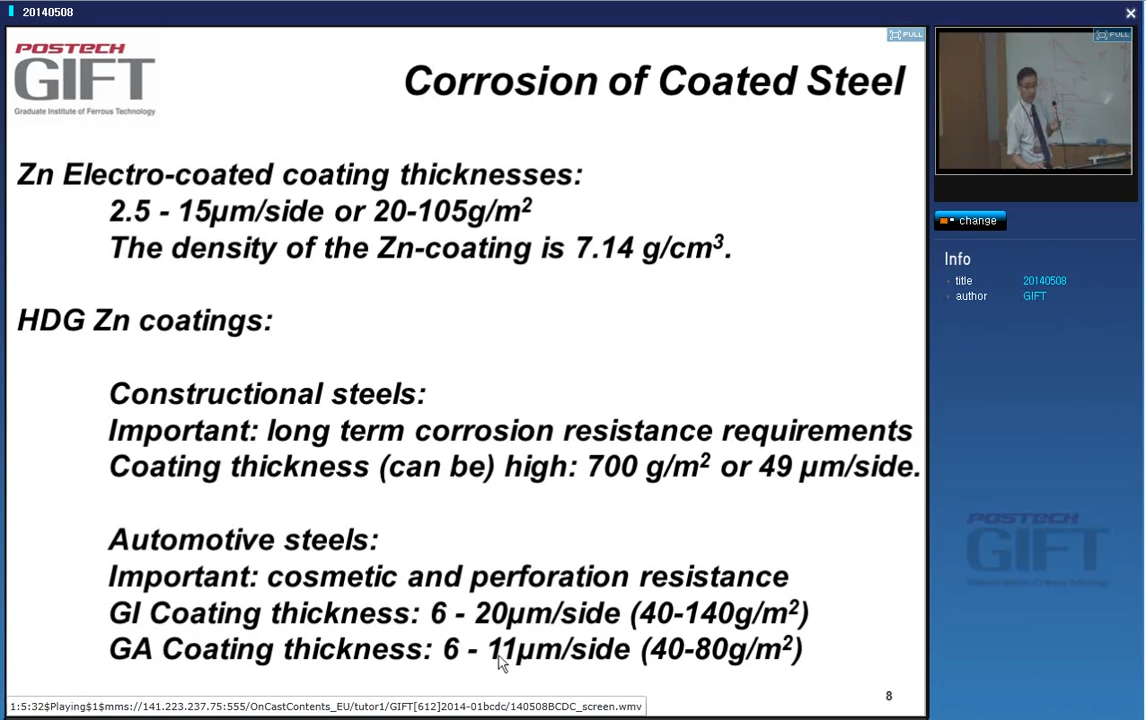 20140508
POSTECH
GIFT
Graduate Institute of Ferrous Technology
FULL
Corrosion of Coated Steel
Zn Electro-coated coating thicknesses:
2.5 - 15µm/side or 20-105g/m²
The density of the Zn-coating is 7.14 g/cm³.
HDG Zn coatings:
Constructional steels:
Important: long term corrosion resistance requirements
Coating thickness (can be) high: 700 g/m² or 49 µm/side.
Automotive steels:
Important: cosmetic and perforation resistance
GI Coating thickness: 6 - 20µm/side (40-140g/m²)
GA Coating thickness: 6 - 11µm/side (40-80g/m²)
8
1:5:32$Playing$1$mms://141.223.237.75:555/OnCastContents_EU/tutor1/GIFT[612]2014-01bcdc/140508BCDC_screen.wmv
FULL
change
Info
title 20140508
author GIFT
POSTECH
GIFT